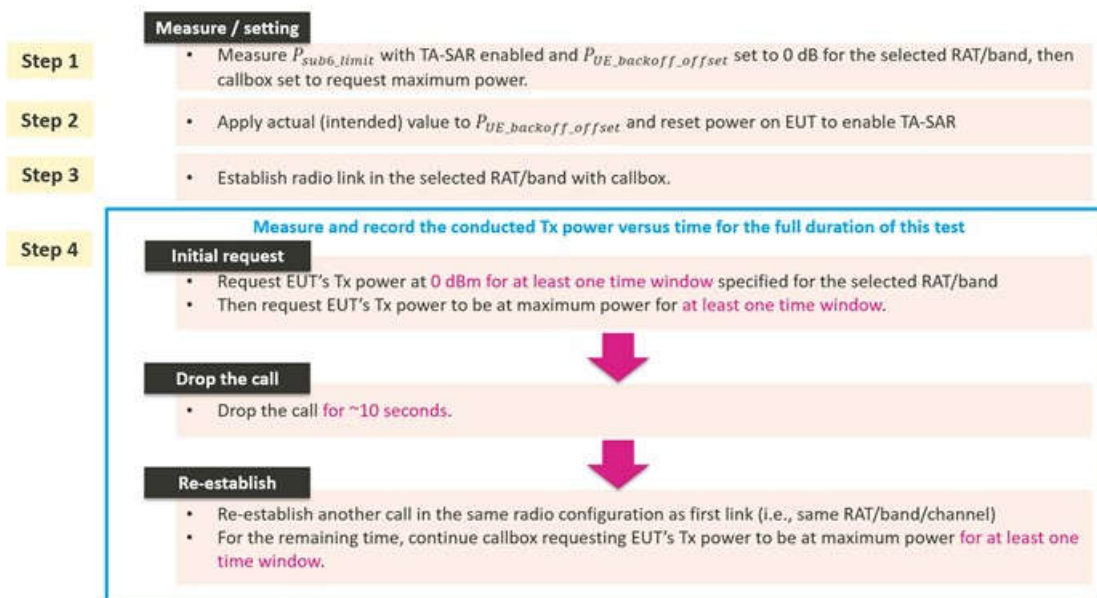 Measure / setting
Step 1
• Measure P_sub6_limit with TA-SAR enabled and P_UE_backoff_offset set to 0 dB for the selected RAT/band, then
callbox set to request maximum power.
Step 2
• Apply actual (intended) value to P_UE_backoff_offset and reset power on EUT to enable TA-SAR
Step 3
• Establish radio link in the selected RAT/band with callbox.
Step 4
Measure and record the conducted Tx power versus time for the full duration of this test
Initial request
• Request EUT's Tx power at 0 dBm for at least one time window specified for the selected RAT/band
• Then request EUT's Tx power to be at maximum power for at least one time window.
Drop the call
• Drop the call for ~10 seconds.
Re-establish
• Re-establish another call in the same radio configuration as first link (i.e., same RAT/band/channel)
• For the remaining time, continue callbox requesting EUT's Tx power to be at maximum power for at least one
time window.